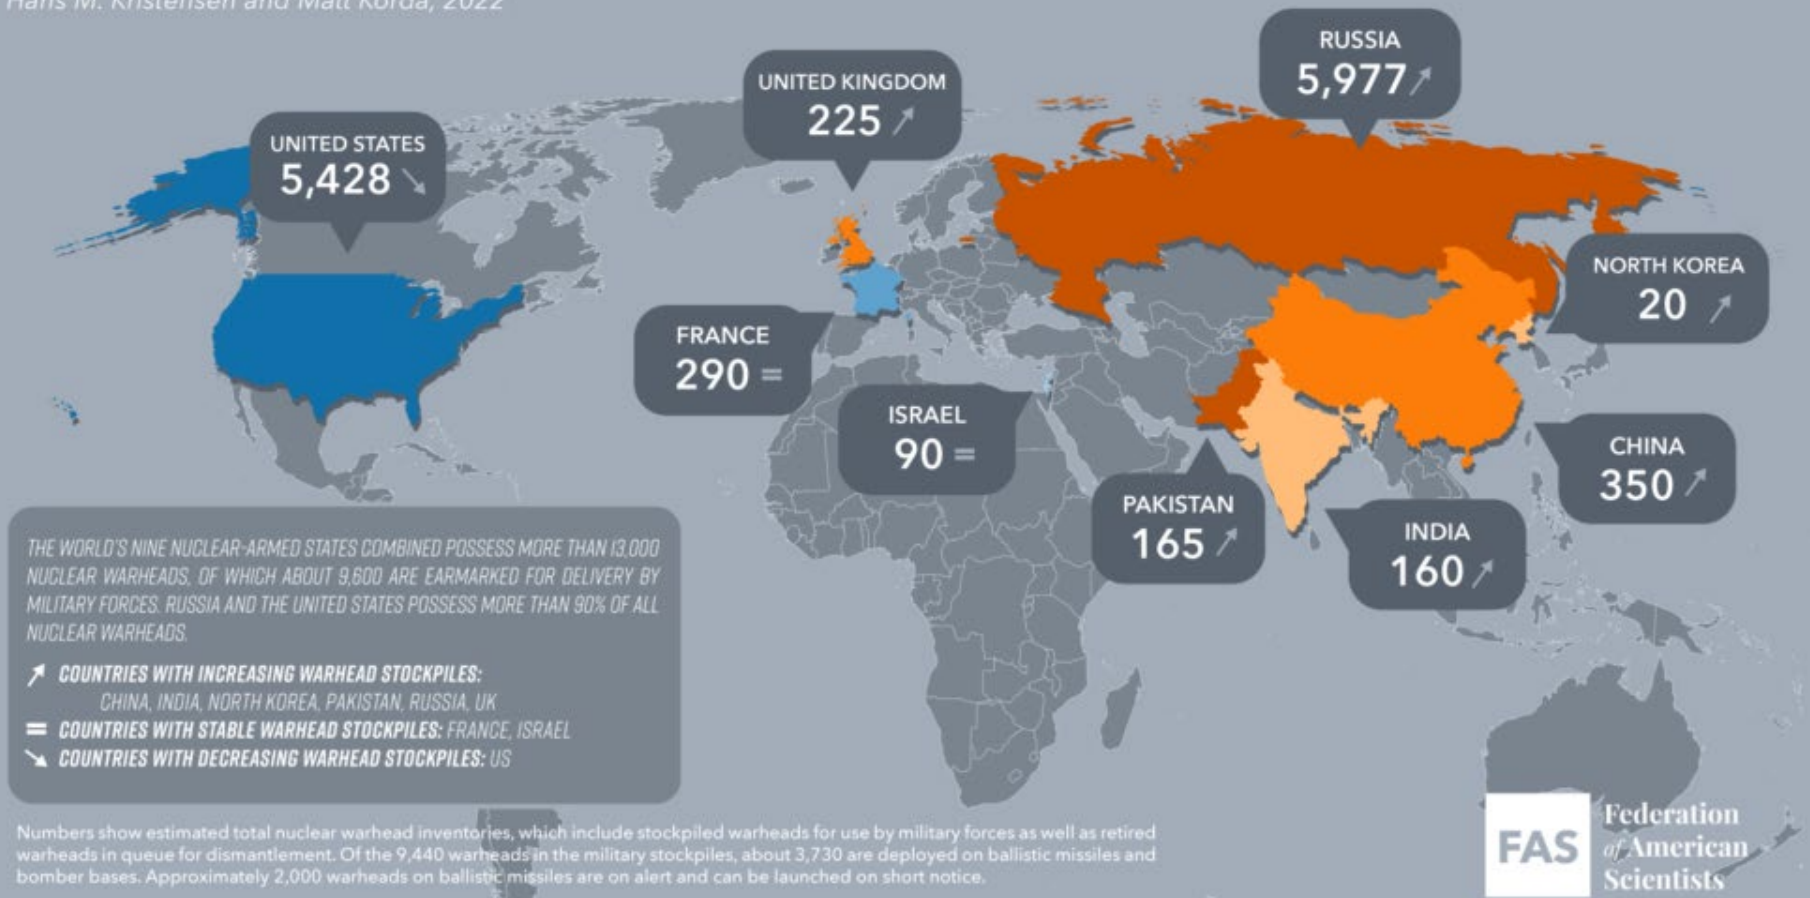 Hans M. Kristensen and Matt Korda, 2022
RUSSIA
5,977
UNITED KINGDOM
225
UNITED STATES
5,428
NORTH KOREA
20
FRANCE
290 =
ISRAEL
90 =
CHINA
350
PAKISTAN
165
INDIA
160
THE WORLD'S NINE NUCLEAR-ARMED STATES COMBINED POSSESS MORE THAN 13,000
NUCLEAR WARHEADS, OF WHICH ABOUT 9,600 ARE EARMARKED FOR DELIVERY BY
MILITARY FORCES. RUSSIA AND THE UNITED STATES POSSESS MORE THAN 90% OF ALL
NUCLEAR WARHEADS.
COUNTRIES WITH INCREASING WARHEAD STOCKPILES:
CHINA, INDIA, NORTH KOREA, PAKISTAN, RUSSIA, UK
= COUNTRIES WITH STABLE WARHEAD STOCKPILES: FRANCE, ISRAEL
COUNTRIES WITH DECREASING WARHEAD STOCKPILES: US
Numbers show estimated total nuclear warhead inventories, which include stockpiled warheads for use by military forces as well as retired
warheads in queue for dismantlement. Of the 9,440 warheads in the military stockpiles, about 3,730 are deployed on ballistic missiles and
bomber bases. Approximately 2,000 warheads on ballistic missiles are on alert and can be launched on short notice.
FAS
Federation
of American
Scientists